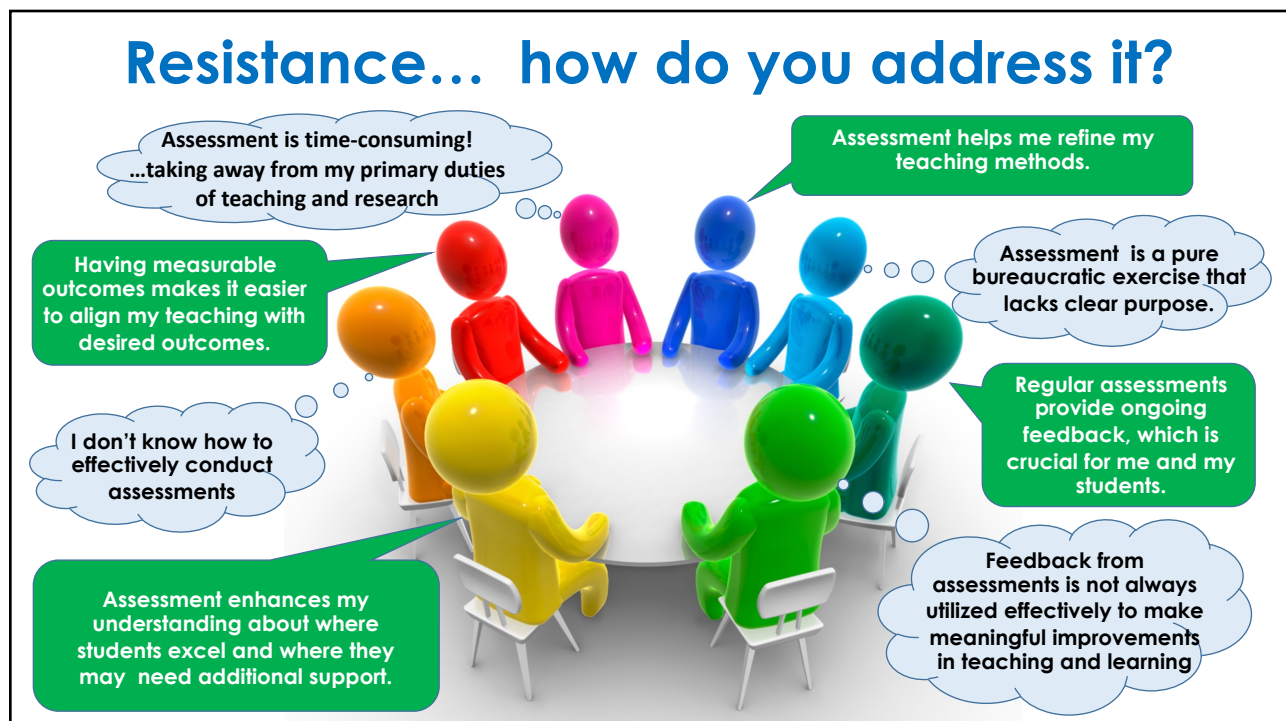 Resistance… how do you address it?
Assessment is time-consuming!
…taking away from my primary duties
of teaching and research
Assessment helps me refine my
teaching methods.
Having measurable
outcomes makes it easier
to align my teaching with
desired outcomes.
Assessment is a pure
bureaucratic exercise that
lacks clear purpose.
I don’t know how to
effectively conduct
assessments
Regular assessments
provide ongoing
feedback, which is
crucial for me and my
students.
Assessment enhances my
understanding about where
students excel and where they
may need additional support.
Feedback from
assessments is not always
utilized effectively to make
meaningful improvements
in teaching and learning